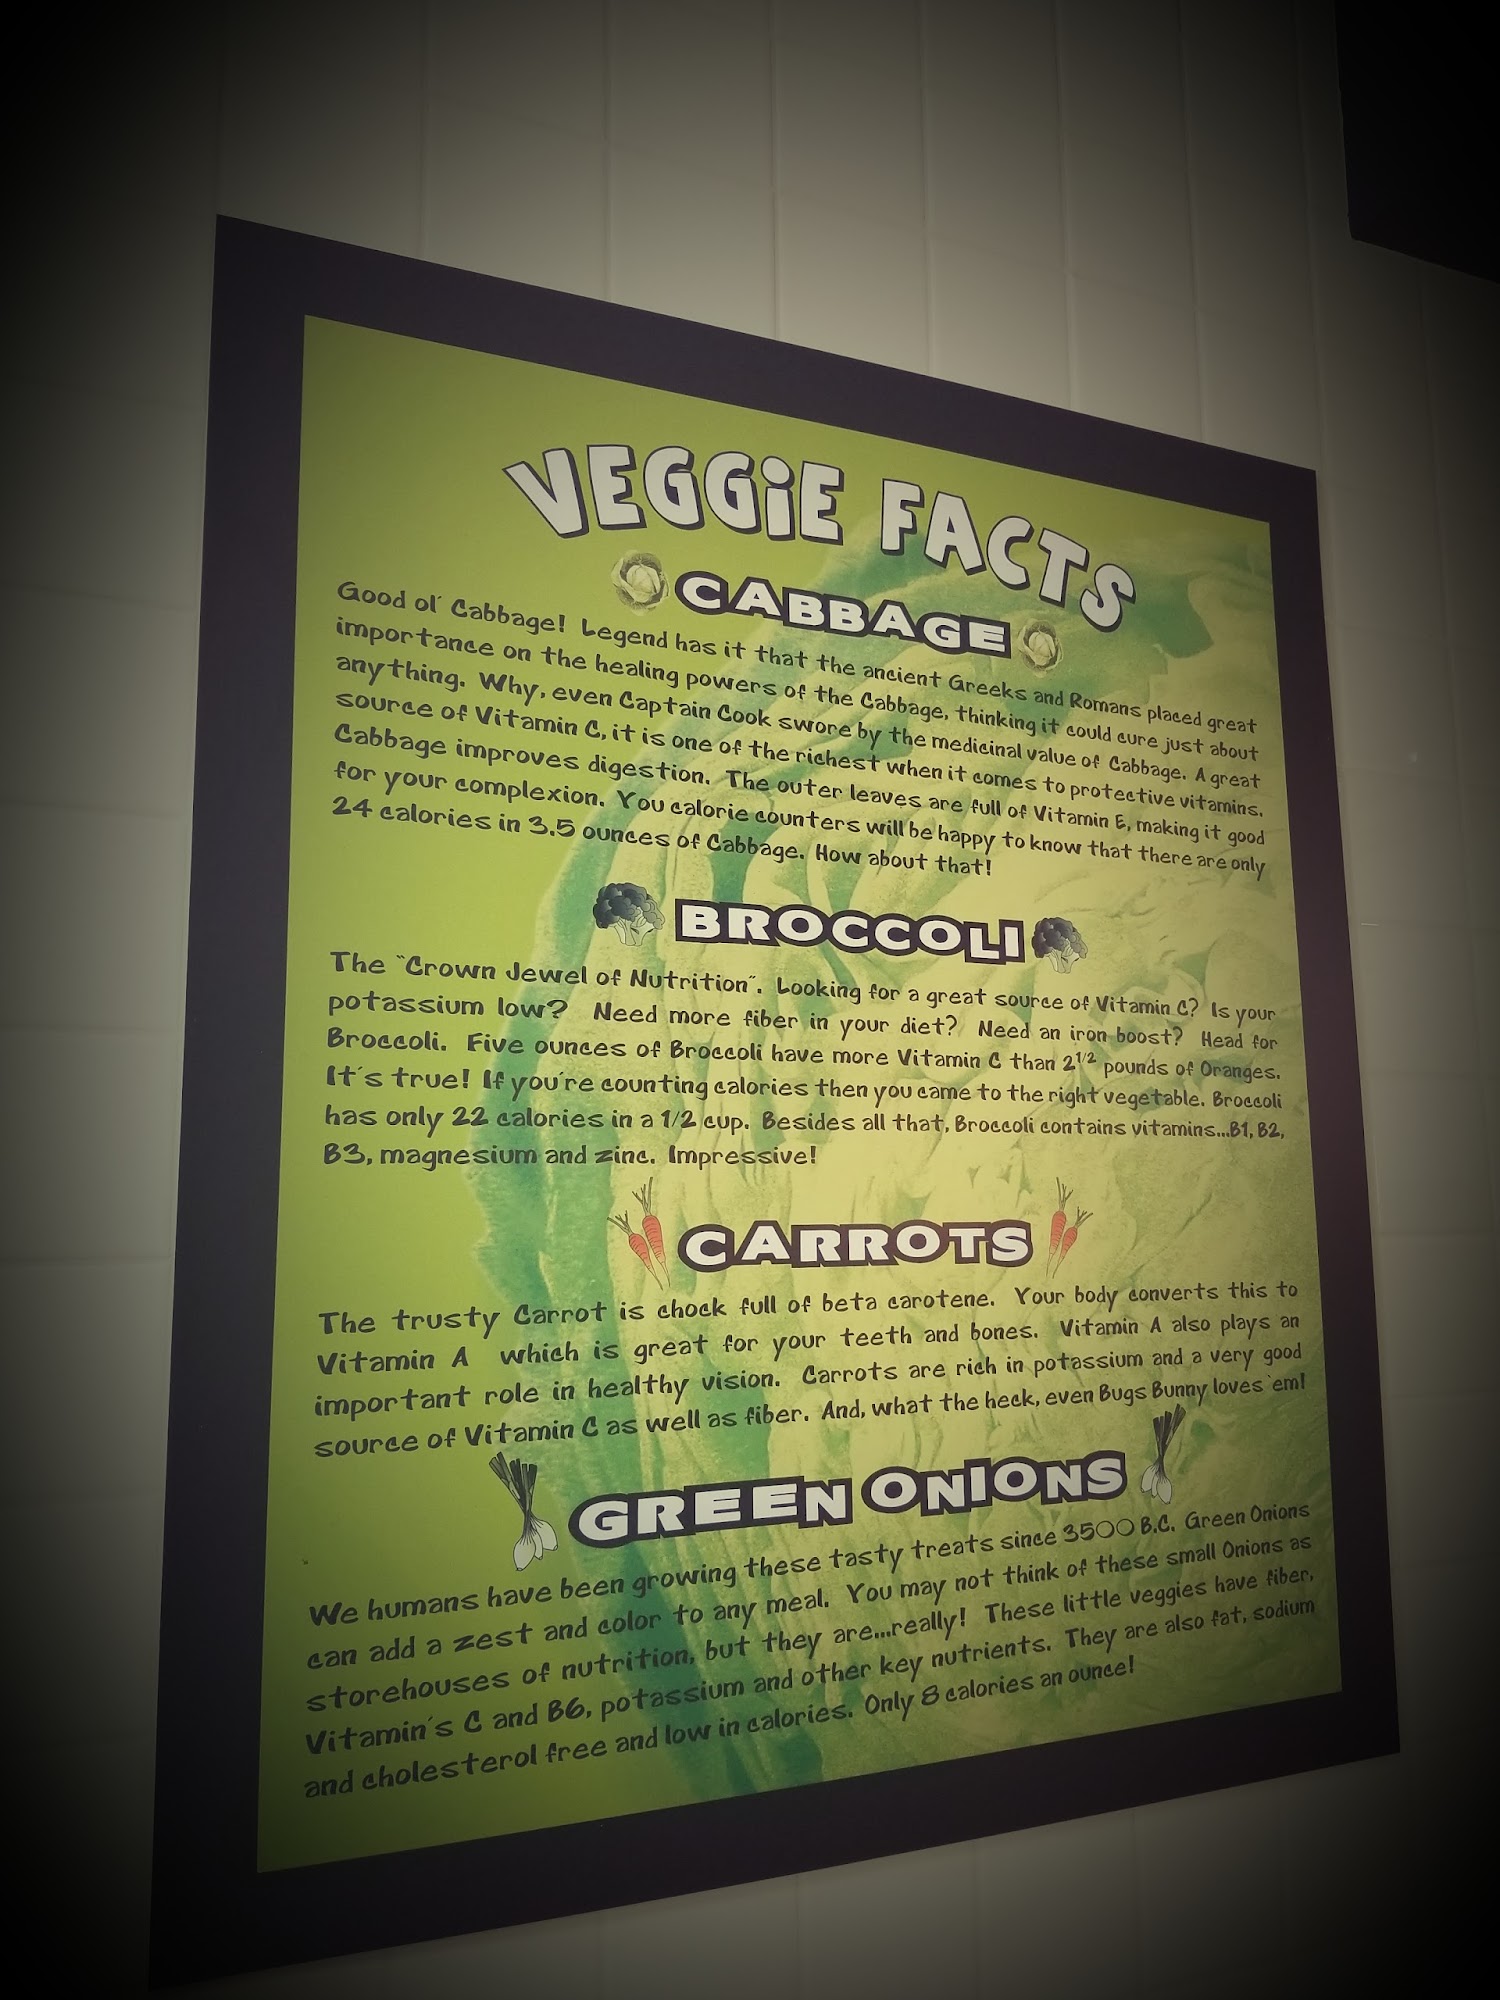 VEGGiE FACTS
CABBAGE
Good ol' Cabbage! Legend has it that the ancient Greeks and Romans placed great
importance on the healing powers of the Cabbage, thinking it could cure just about
anything. Why, even Captain Cook swore by the medicinal value of Cabbage. A great
source of Vitamin C, it is one of the richest when it comes to protective vitamins.
Cabbage improves digestion. The outer leaves are full of Vitamin E, making it good
for your complexion. You calorie counters will be happy to know that there are only
24 calories in 3.5 ounces of Cabbage. How about that!
BROCCOLI
The "Crown Jewel of Nutrition". Looking for a great source of Vitamin C? Is your
potassium low? Need more fiber in your diet? Need an iron boost? Head for
Broccoli. Five ounces of Broccoli have more Vitamin C than 2 1/2 pounds of Oranges.
It's true! If you're counting calories then you came to the right vegetable. Broccoli
has only 22 calories in a 1/2 cup. Besides all that, Broccoli contains vitamins...B1, B2,
B3, magnesium and zinc. Impressive!
CARROTS
The trusty Carrot is chock full of beta carotene. Your body converts this to
Vitamin A which is great for your teeth and bones. Vitamin A also plays an
important role in healthy vision. Carrots are rich in potassium and a very good
source of Vitamin C as well as fiber. And, what the heck, even Bugs Bunny loves 'em!
GREEN ONIONS
We humans have been growing these tasty treats since 3500 B.C. Green Onions
can add a zest and color to any meal. You may not think of these small Onions as
storehouses of nutrition, but they are...really! These little veggies have fiber,
Vitamin's C and B6, potassium and other key nutrients. They are also fat, sodium
and cholesterol free and low in calories. Only 8 calories an ounce!